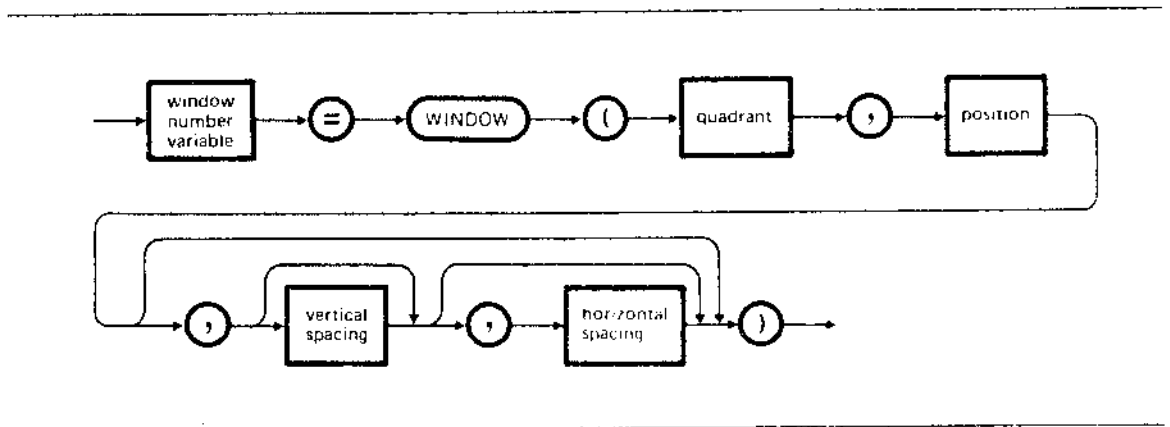 window
number
variable
= WINDOW ( quadrant , position
, vertical
spacing
, horizontal
spacing
)